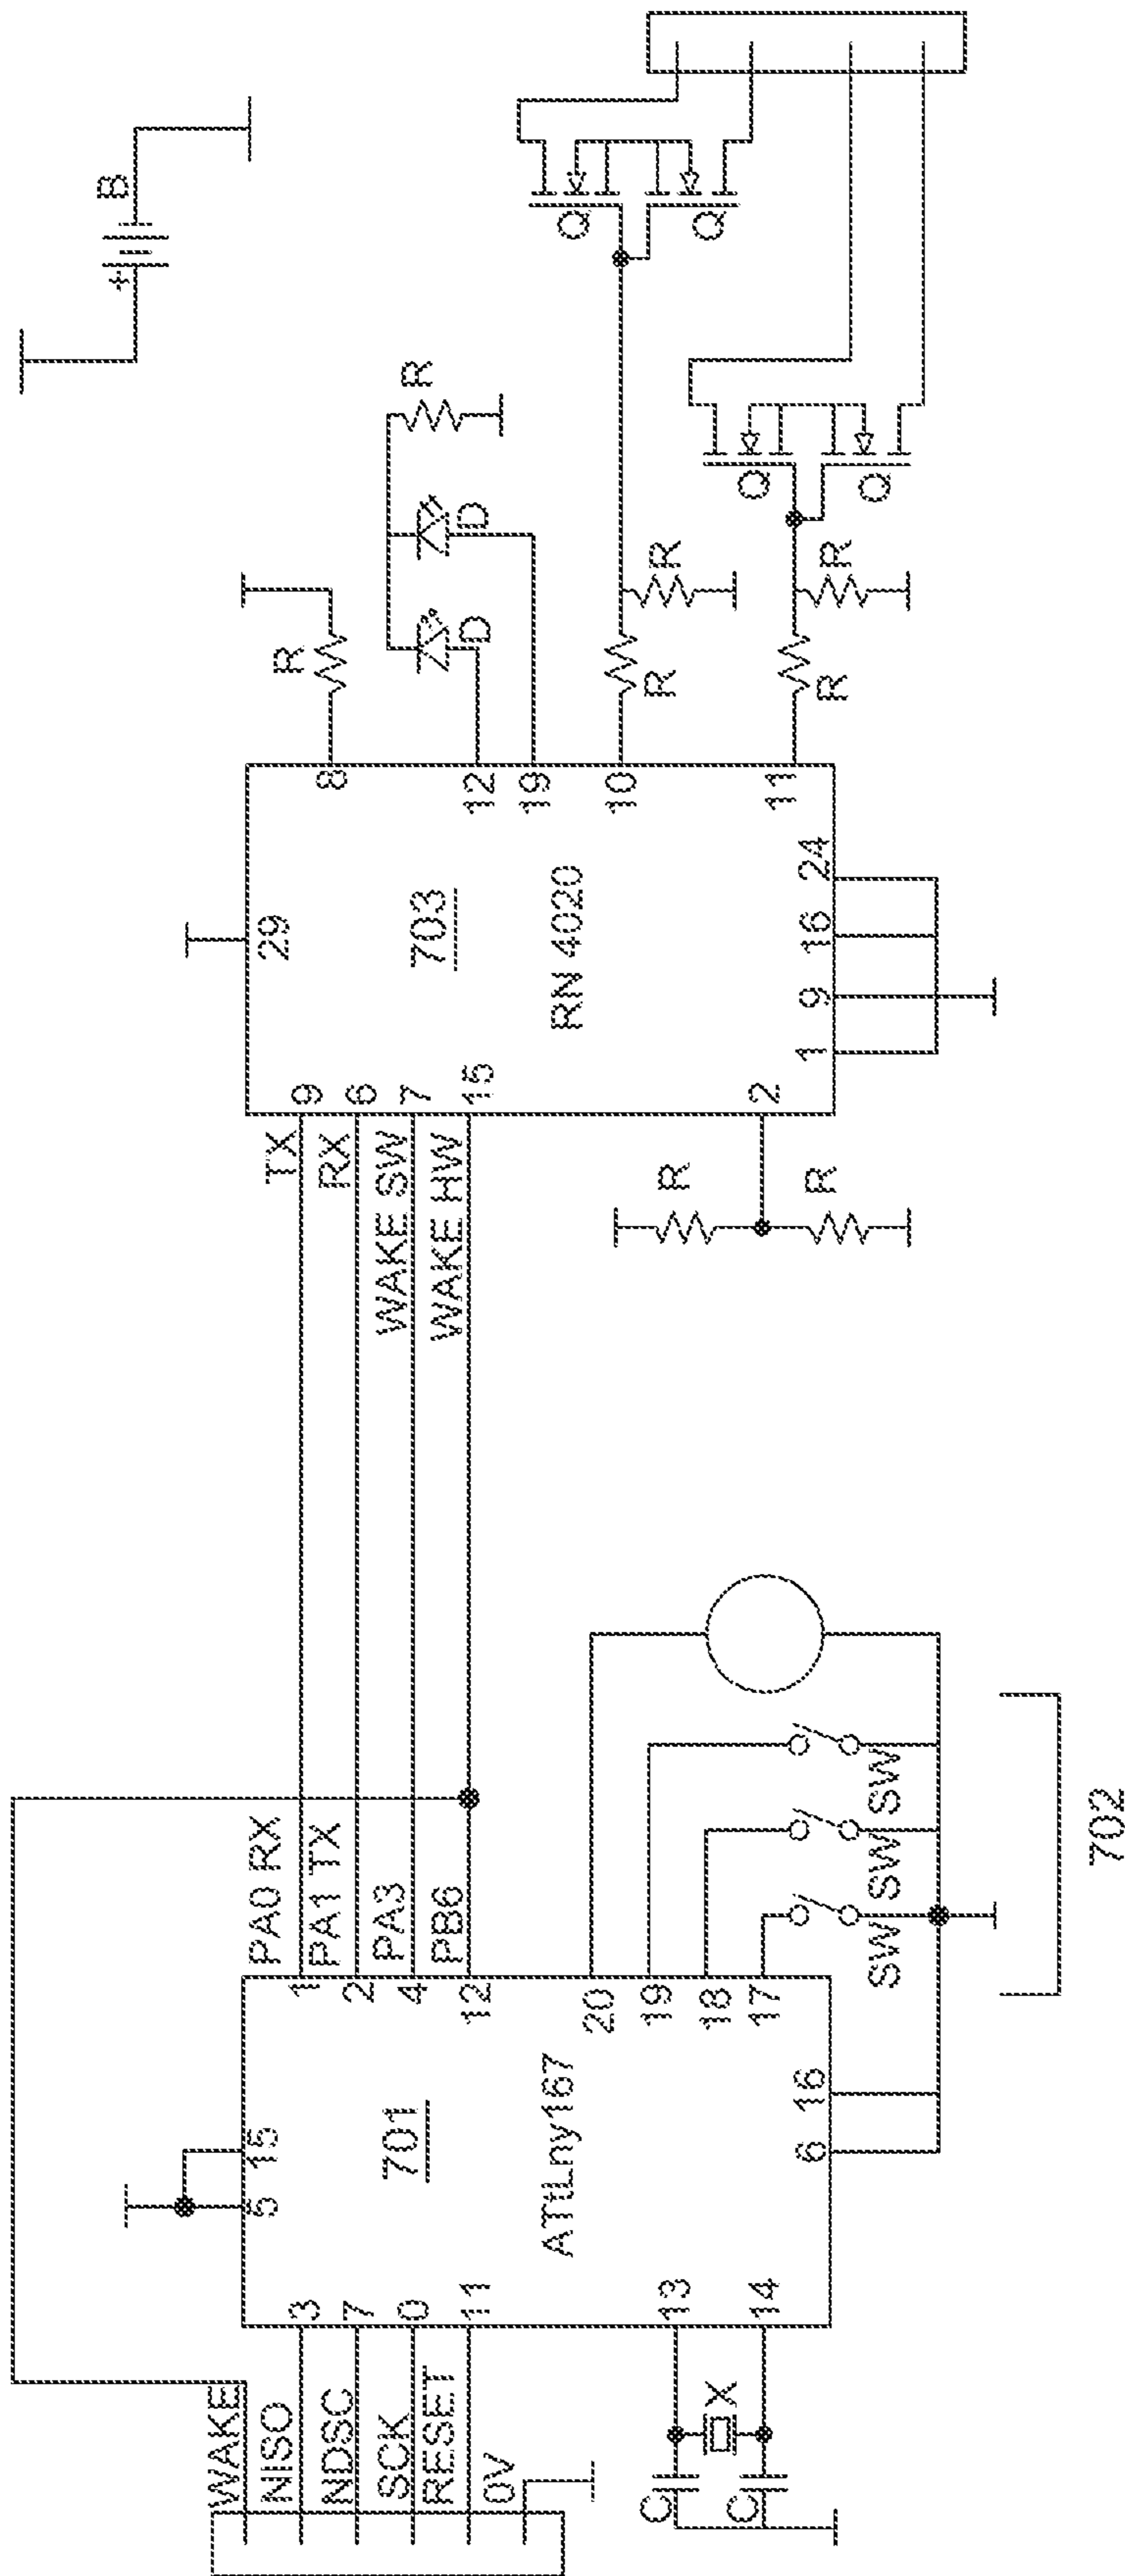 WAKE
NISO
NDSC
SCK
RESET
0V
3
7
0
11
13
14
C
C
X
5
15
701
ATtLny167
6
16
PA0 RX
PA1 TX
PA3
PB6
1
2
4
12
20
19
18
17
SW
SW
SW
702
TX
RX
WAKE SW
WAKE HW
9
6
7
15
2
R
R
29
703
RN 4020
1
9
16
24
8
12
19
10
11
R
D
D
R
R
R
R
R
Q
Q
Q
Q
+
B